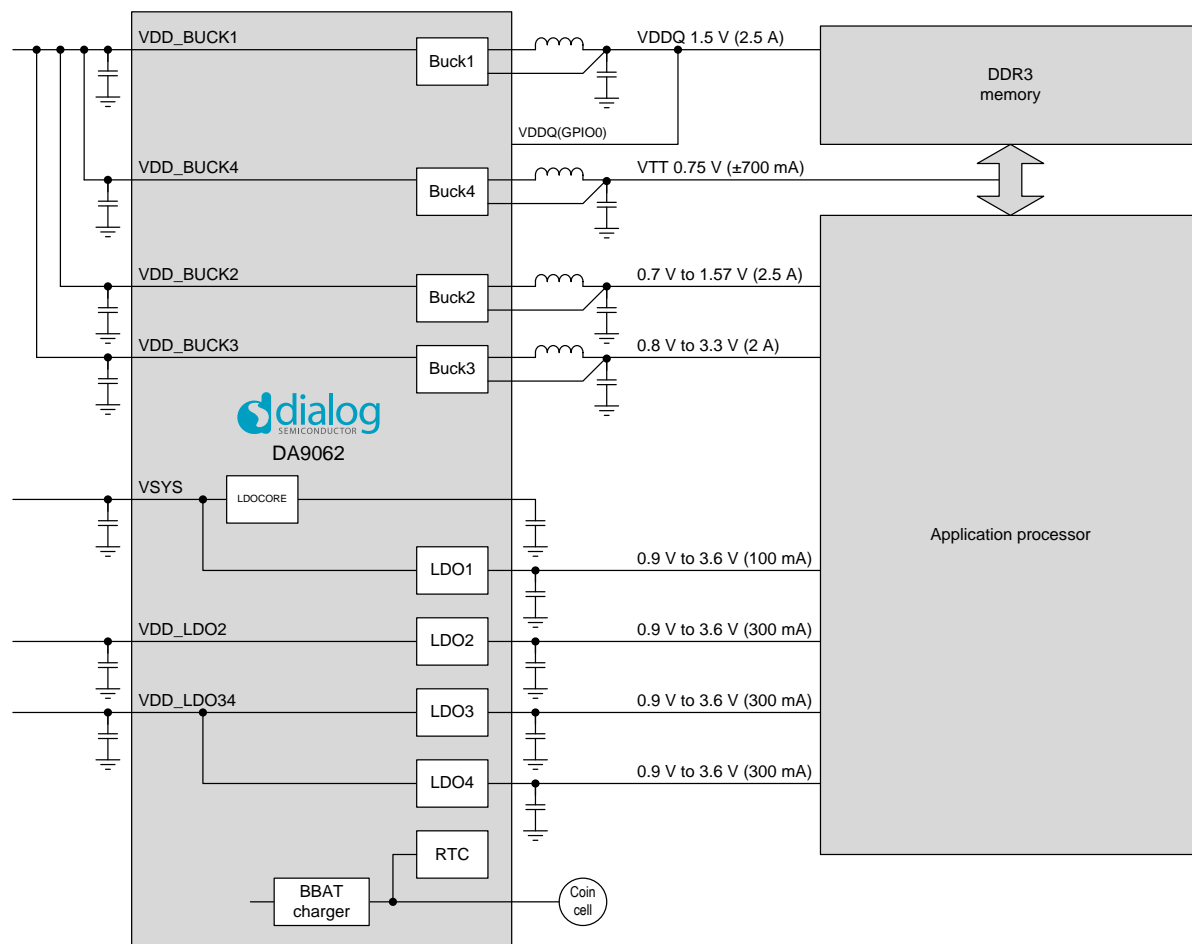 VDD_BUCK1
Buck1
VDDQ 1.5 V (2.5 A)
DDR3
memory
VDDQ(GPIO0)
VDD_BUCK4
Buck4
VTT 0.75 V (±700 mA)
VDD_BUCK2
Buck2
0.7 V to 1.57 V (2.5 A)
VDD_BUCK3
Buck3
0.8 V to 3.3 V (2 A)
dialog
SEMICONDUCTOR
DA9062
VSYS
LDOCORE
Application processor
LDO1
0.9 V to 3.6 V (100 mA)
VDD_LDO2
LDO2
0.9 V to 3.6 V (300 mA)
VDD_LDO34
LDO3
0.9 V to 3.6 V (300 mA)
LDO4
0.9 V to 3.6 V (300 mA)
RTC
BBAT
charger
Coin
cell